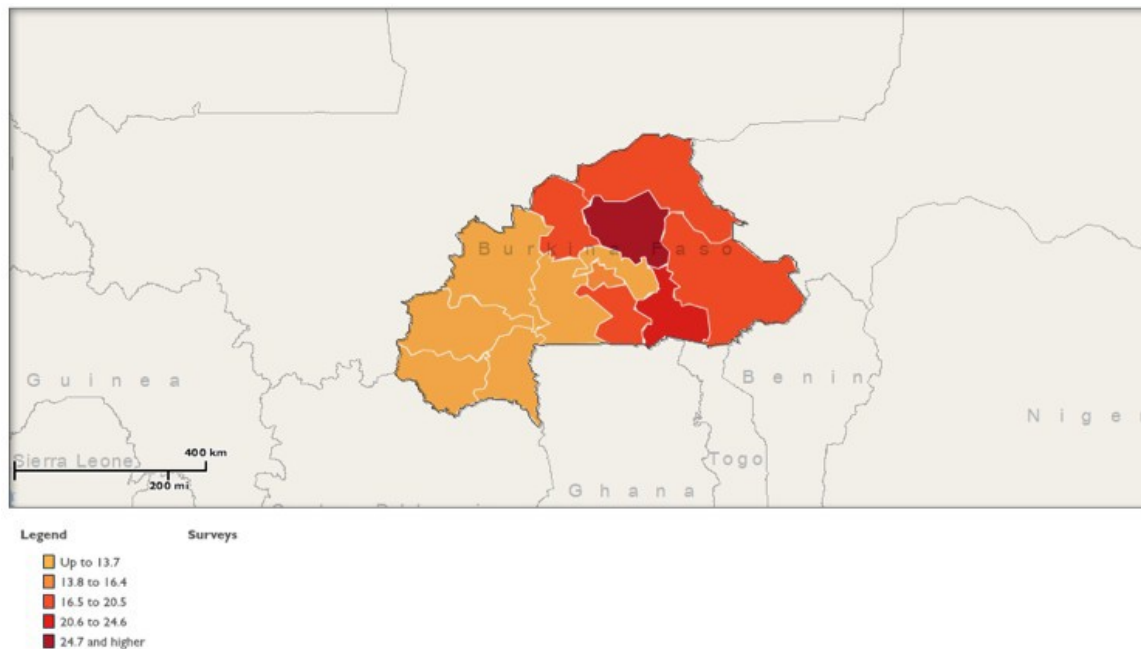 Burkina Faso
Guinea
Benin
Niger
Sierra Leone
400 km
200 mi
Togo
Ghana
Legend Surveys
Up to 13.7
13.8 to 16.4
16.5 to 20.5
20.6 to 24.6
24.7 and higher